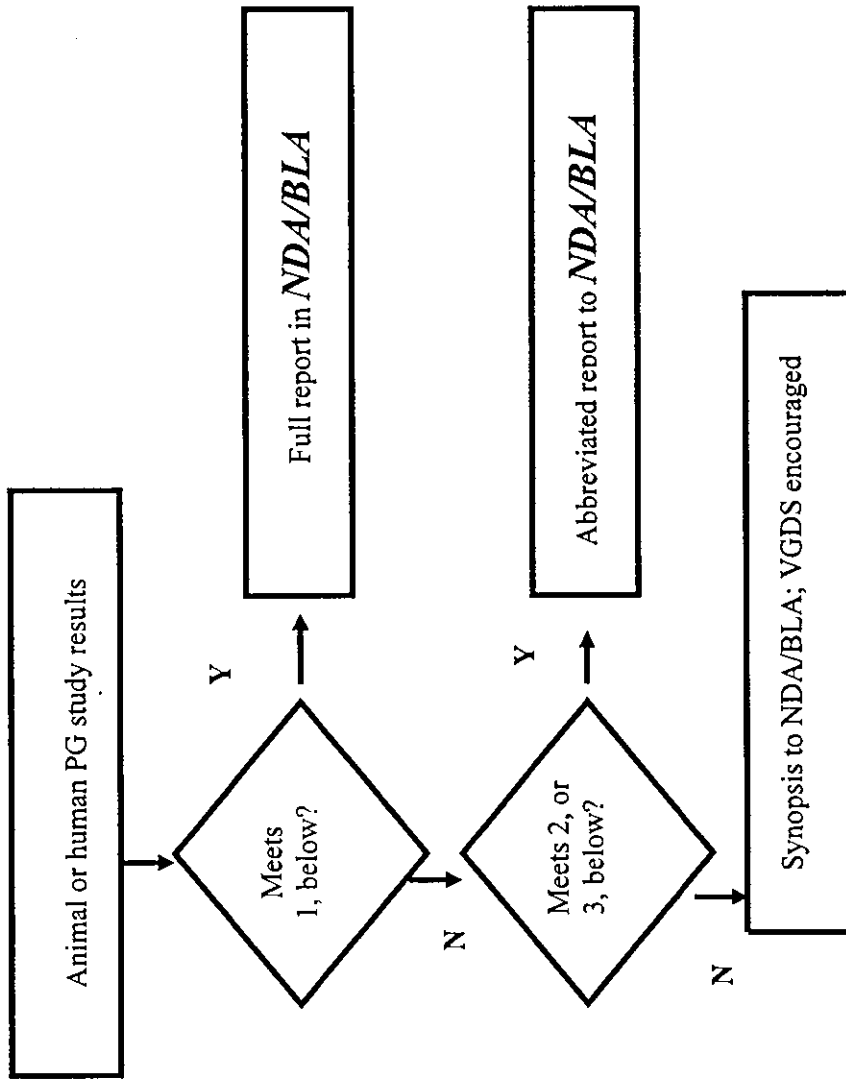 Animal or human PG study results
Meets
1, below?
Y
Full report in NDA/BLA
N
Meets 2, or
3, below?
Y
Abbreviated report to NDA/BLA
N
Synopsis to NDA/BLA; VGDS encouraged